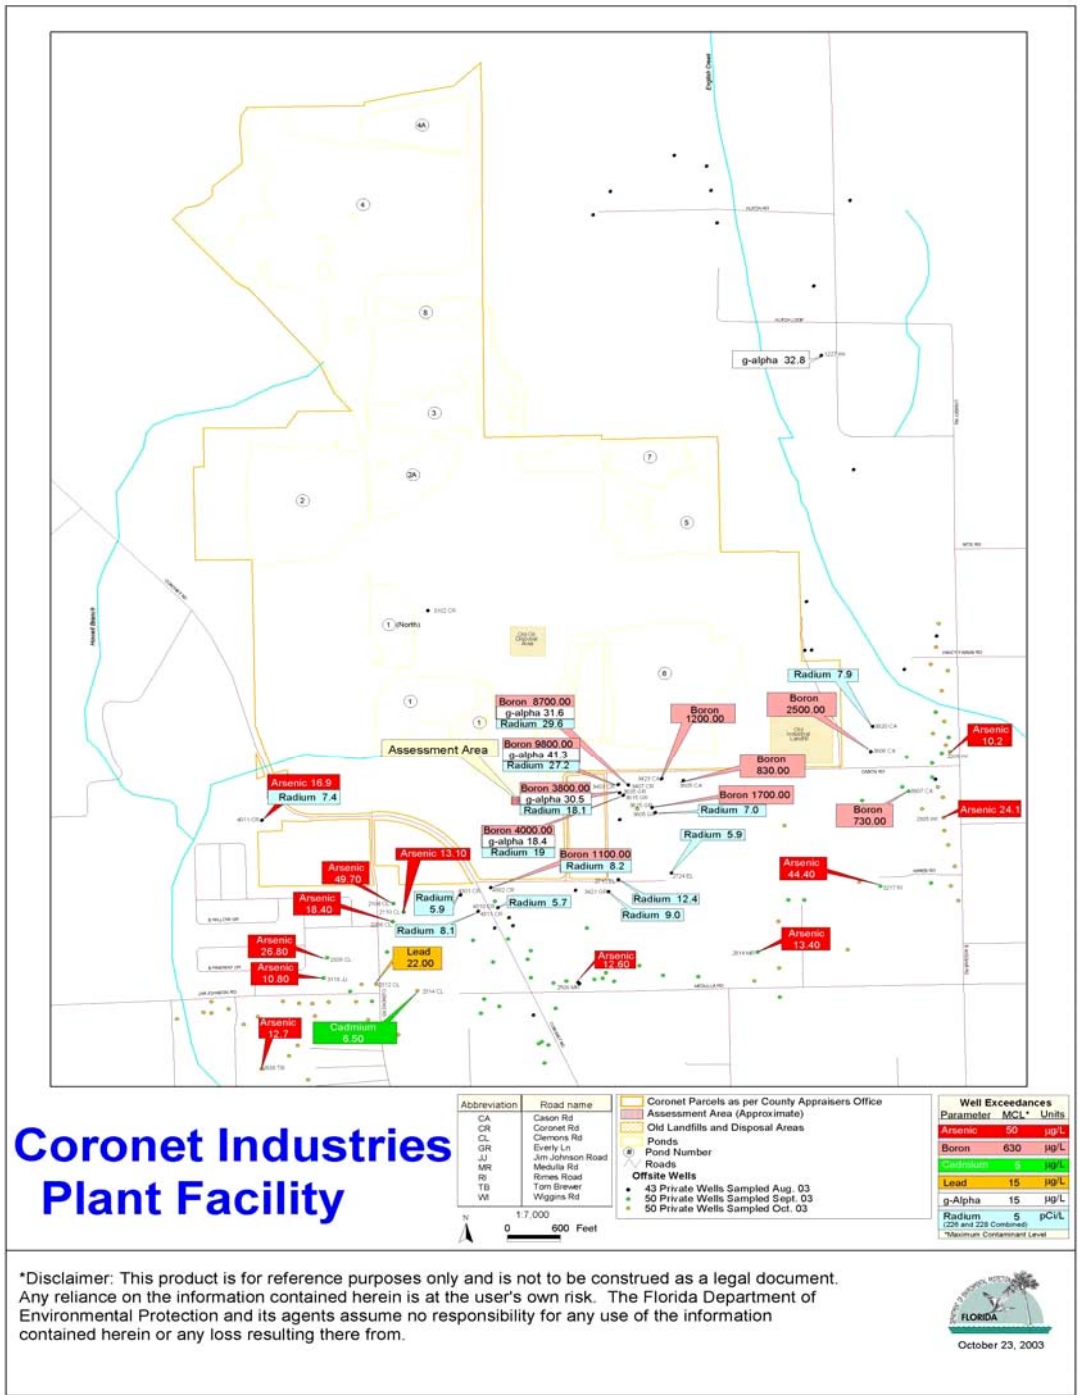 English Creek
4A
4
8
3
2A
2
7
5
g-alpha 32.8
Howell Branch
1 (North)
Old Oil
Disposal
Area
6
1
1
Radium 7.9
Boron
2500.00
Old
Industrial
Landfill
Boron 8700.00
g-alpha 31.6
Radium 29.6
Boron
1200.00
Assessment Area
Boron 9800.00
g-alpha 41.3
Radium 27.2
Arsenic
10.2
Boron
830.00
Arsenic 16.9
Radium 7.4
Boron 3800.00
g-alpha 30.5
Radium 18.1
Boron 1700.00
Radium 7.0
Boron
730.00
Arsenic 24.1
Boron 4000.00
g-alpha 18.4
Radium 19
Radium 5.9
Arsenic 13.10
Boron 1100.00
Radium 8.2
Arsenic
49.70
Arsenic
44.40
Arsenic
18.40
Radium
5.9
Radium 5.7
Radium 12.4
Radium 9.0
Radium 8.1
Arsenic
26.80
Lead
22.00
Arsenic
13.40
Arsenic
12.60
Arsenic
10.80
Arsenic
12.7
Cadmium
6.50
Coronet Industries
Plant Facility
Abbreviation Road name
CA Cason Rd
CR Coronet Rd
CL Clemons Rd
GR Everly Ln
JJ Jim Johnson Road
MR Medulla Rd
RI Rimes Road
TB Tom Brewer
WI Wiggins Rd
N
1:7,000
0 600 Feet
Coronet Parcels as per County Appraisers Office
Assessment Area (Approximate)
Old Landfills and Disposal Areas
Ponds
# Pond Number
Roads
Offsite Wells
43 Private Wells Sampled Aug. 03
50 Private Wells Sampled Sept. 03
50 Private Wells Sampled Oct. 03
Well Exceedances
Parameter MCL* Units
Arsenic 50 µg/L
Boron 630 µg/L
Cadmium 5 µg/L
Lead 15 µg/L
g-Alpha 15 µg/L
Radium 5 pCi/L
(226 and 228 Combined)
*Maximum Contaminant Level
*Disclaimer: This product is for reference purposes only and is not to be construed as a legal document.
Any reliance on the information contained herein is at the user's own risk. The Florida Department of
Environmental Protection and its agents assume no responsibility for any use of the information
contained herein or any loss resulting there from.
FLORIDA
October 23, 2003